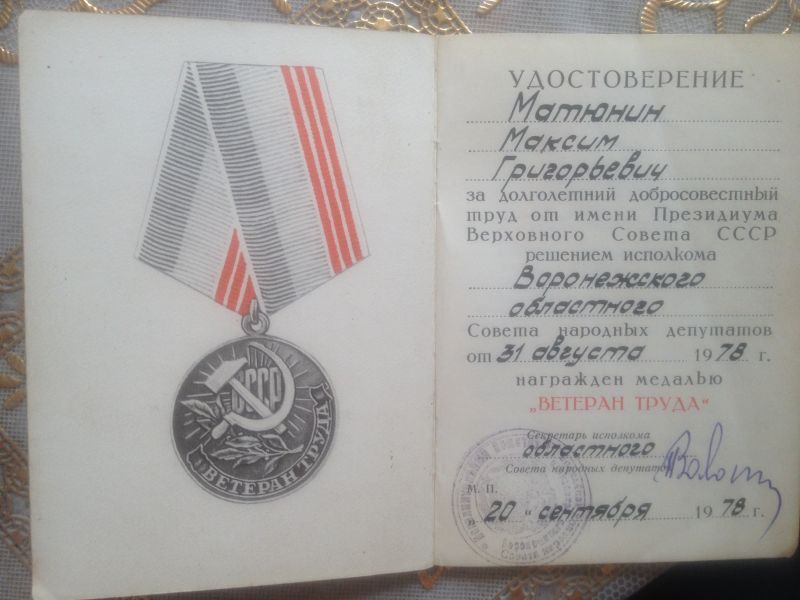 СССР
ВЕТЕРАН ТРУДА
УДОСТОВЕРЕНИЕ
Матюнин
Максим
Григорьевич
за долголетний добросовестный
труд от имени Президиума
Верховного Совета СССР
решением исполкома
Воронежского
областного
Совета народных депутатов
от 31 августа 1978 г.
награжден медалью
„ВЕТЕРАН ТРУДА“
Секретарь исполкома
областного
Совета народных депутатов
М. П.
„20“ сентября 1978 г.